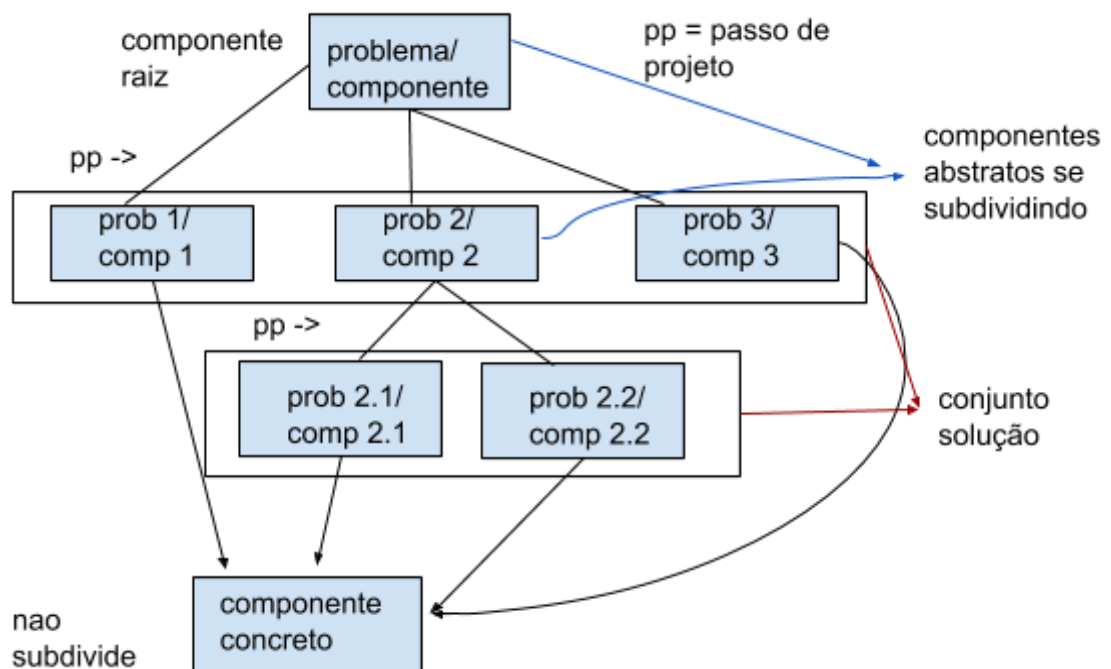 componente
raiz
problema/
componente
pp = passo de
projeto
pp ->
componentes
abstratos se
subdividindo
prob 1/
comp 1
prob 2/
comp 2
prob 3/
comp 3
pp ->
prob 2.1/
comp 2.1
prob 2.2/
comp 2.2
conjunto
solução
componente
concreto
nao
subdivide